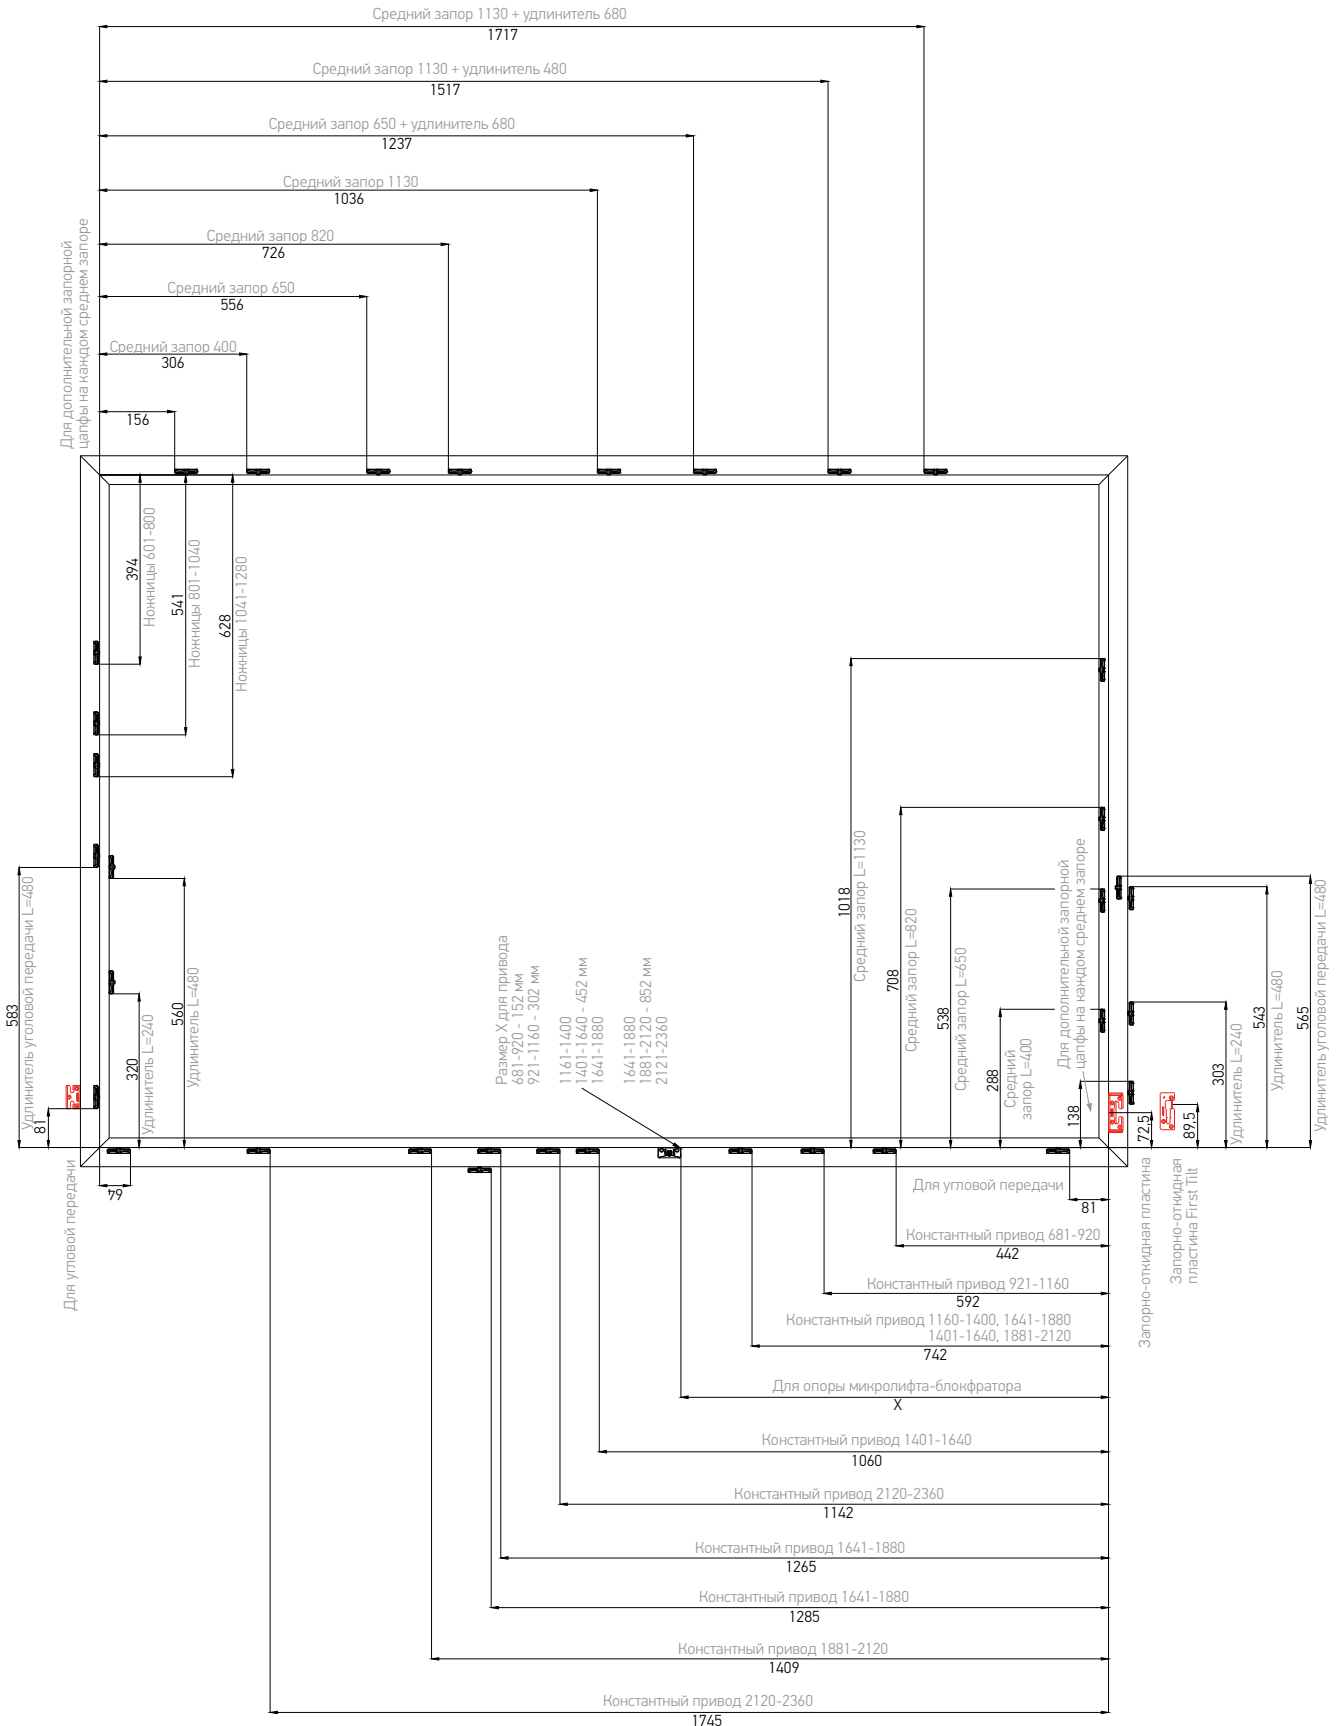 Средний запор 1130 + удлинитель 680
1717
Средний запор 1130 + удлинитель 480
1517
Средний запор 650 + удлинитель 680
1237
Средний запор 1130
1036
Средний запор 820
726
Средний запор 650
556
Средний запор 400
306
156
Для дополнительной запорной
цапфы на каждом среднем запоре
394
Ножницы 601-800
541
Ножницы 801-1040
628
Ножницы 1041-1280
583
Удлинитель угловой передачи L=480
81
320
Удлинитель L=240
560
Удлинитель L=480
Размер X для привода
681-920 - 152 мм
921-1160 - 302 мм
1161-1400
1401-1640 - 452 мм
1641-1880
1641-1880
1881-2120 - 852 мм
2121-2360
1018
Средний запор L=1130
708
Средний запор L=820
538
Средний запор L=650
288
Средний
запор L=400
138
Для дополнительной запорной
цапфы на каждом среднем запоре
72,5
Запорно-откидная пластина
89,5
Запорно-откидная
пластина First Tilt
303
Удлинитель L=240
543
Удлинитель L=480
565
Удлинитель угловой передачи L=480
64
Для угловой передачи
Для угловой передачи
81
Константный привод 681-920
442
Константный привод 921-1160
592
Константный привод 1160-1400, 1641-1880
1401-1640, 1881-2120
742
Для опоры микролифта-блокфратора
X
Константный привод 1401-1640
1060
Константный привод 2120-2360
1142
Константный привод 1641-1880
1265
Константный привод 1641-1880
1285
Константный привод 1881-2120
1409
Константный привод 2120-2360
1745